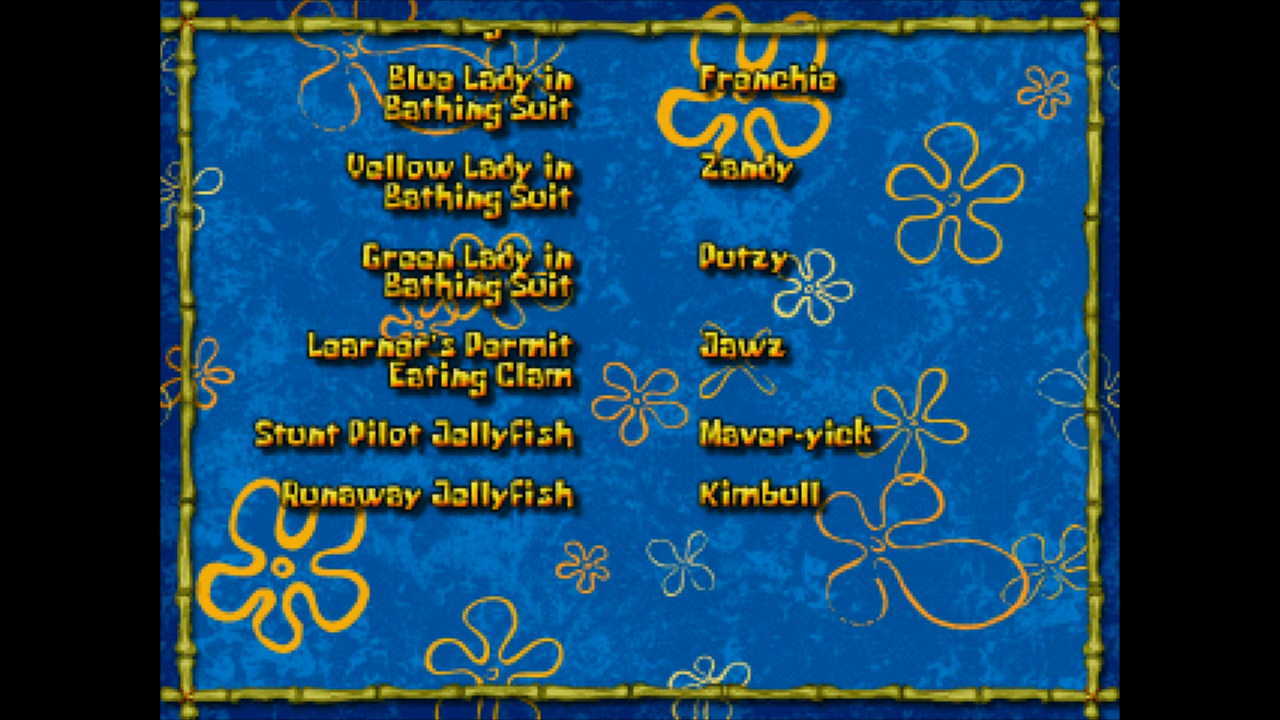 Blue Lady in Frenchie
Bathing Suit
Yellow Lady in Zandy
Bathing Suit
Green Lady in Putzy
Bathing Suit
Learner's Permit Jawz
Eating Clam
Stunt Pilot Jellyfish Maver-yick
Runaway Jellyfish Kimbull